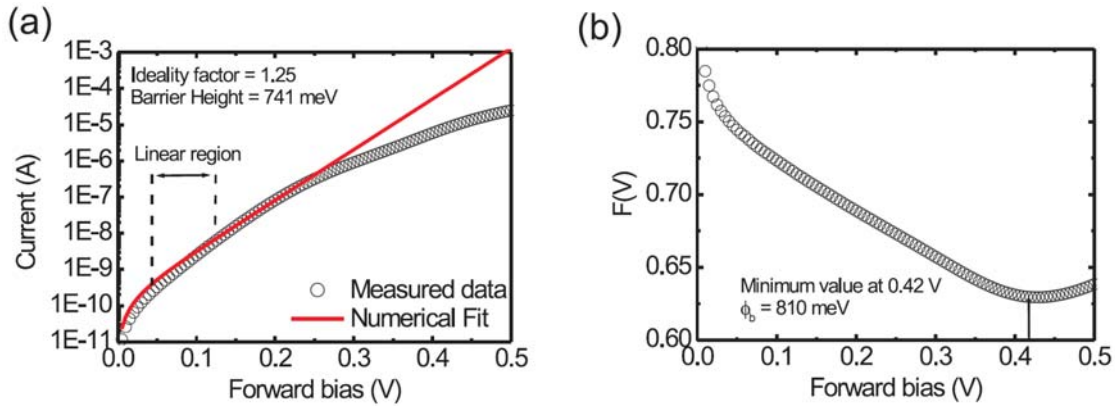 (a)
1E-3
1E-4
1E-5
1E-6
1E-7
1E-8
1E-9
1E-10
1E-11
Current (A)
Ideality factor = 1.25
Barrier Height = 741 meV
Linear region
Measured data
Numerical Fit
0.0 0.1 0.2 0.3 0.4 0.5
Forward bias (V)
(b)
0.80
0.75
0.70
0.65
0.60
F(V)
Minimum value at 0.42 V
ϕb = 810 meV
0.0 0.1 0.2 0.3 0.4 0.5
Forward bias (V)